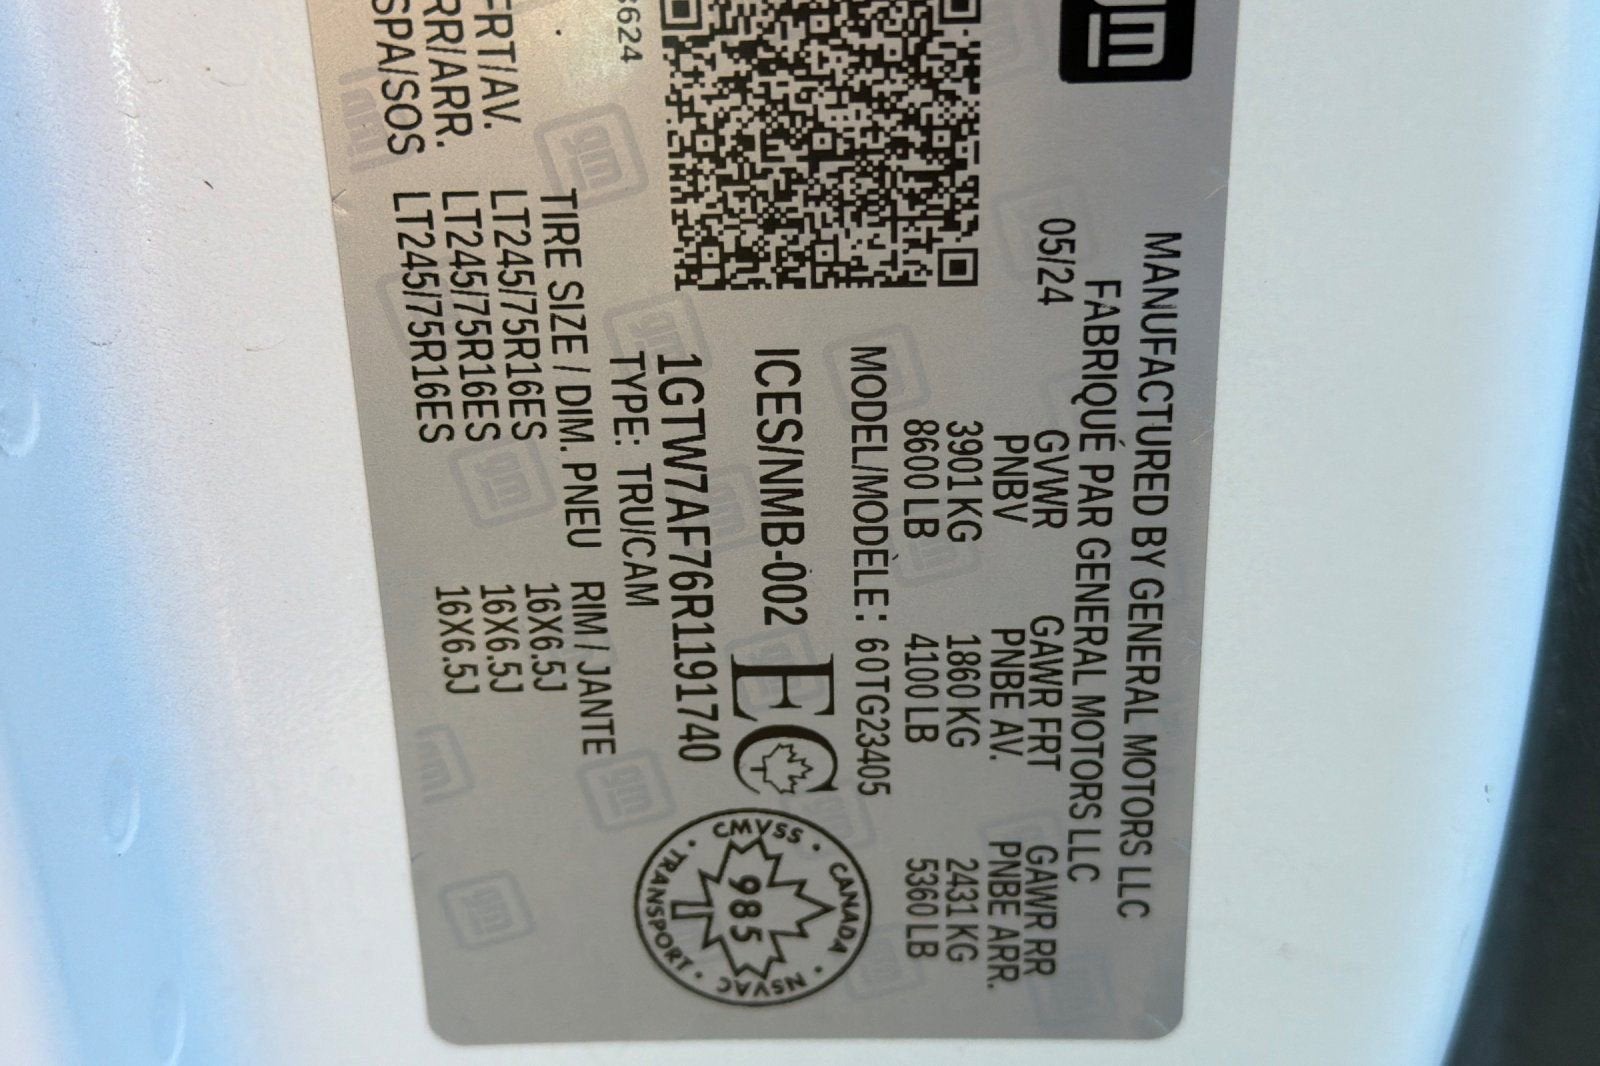 gm
MANUFACTURED BY GENERAL MOTORS LLC
FABRIQUÉ PAR GENERAL MOTORS LLC
05/24 GVWR GAWR FRT GAWR RR
PNBV PNBE AV. PNBE ARR.
3901 KG 1860 KG 2431 KG
8600 LB 4100 LB 5360 LB
MODEL/MODÈLE: 60TG23405
ICES/NMB-002 EC
CANADA · CMVSS · TRANSPORT · NSVAC
985
1GTW7AF76R1191740
TYPE: TRU/CAM
TIRE SIZE / DIM. PNEU RIM / JANTE
FRT/AV. LT245/75R16ES 16X6.5J
RR/ARR. LT245/75R16ES 16X6.5J
SPA/SOS LT245/75R16ES 16X6.5J